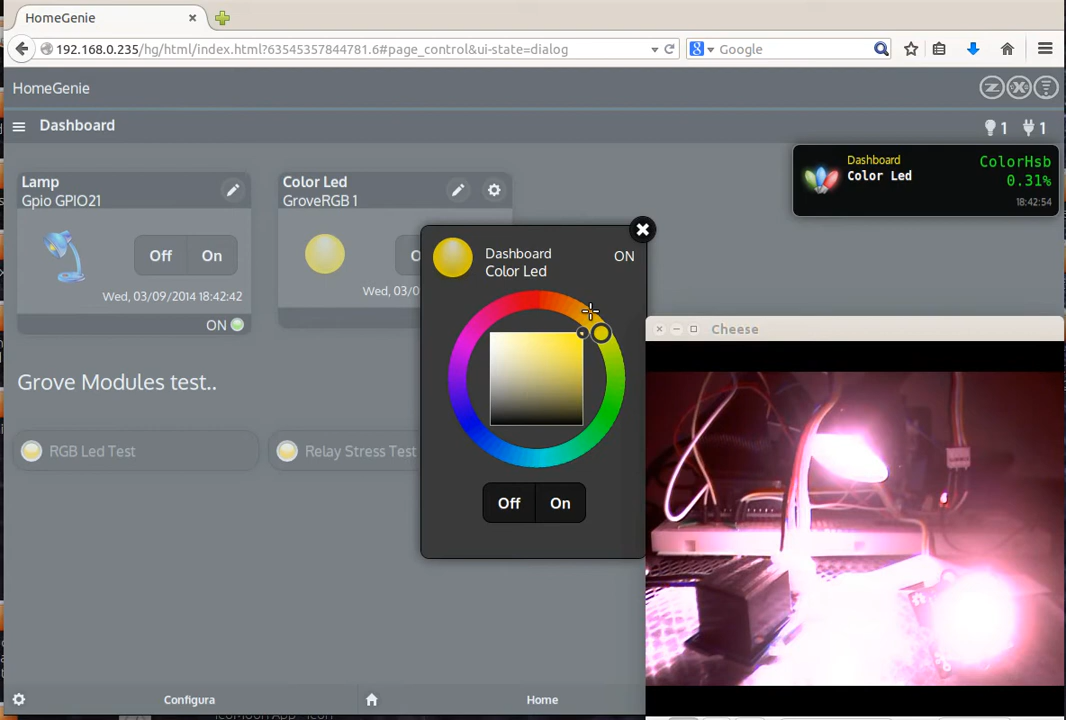 HomeGenie
192.168.0.235/hg/html/index.html?63545357844781.6#page_control&ui-state=dialog
Google
HomeGenie
Dashboard
1
1
Dashboard
Color Led
ColorHsb
0.31%
18:42:54
Lamp
Gpio GPIO21
Off
On
Wed, 03/09/2014 18:42:42
ON
Color Led
GroveRGB 1
Dashboard
Color Led
ON
Off
On
Grove Modules test..
RGB Led Test
Relay Stress Test
Cheese
Configura
Home